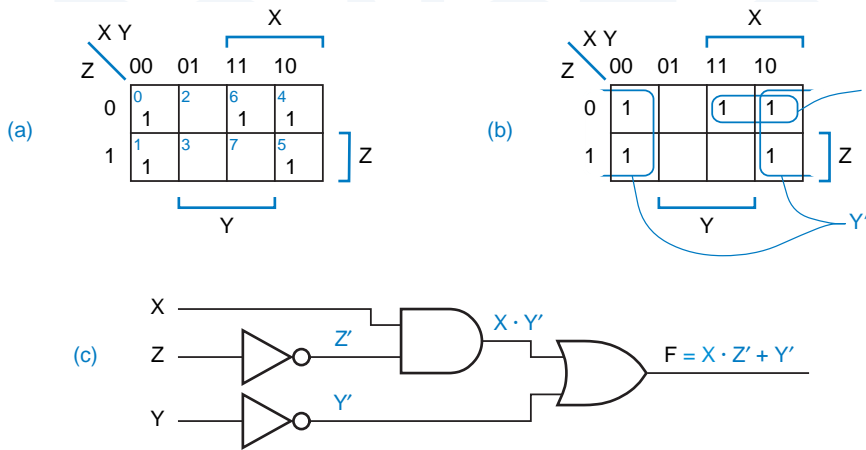 X
X Y
Z
00 01 11 10
0
0 2 6 4
1 1 1
1
1 3 7 5
1 1
Z
Y
(a)
X
X Y
Z
00 01 11 10
0
1 1 1
1
1 1
Z
Y
Y′
(b)
X
Z
Z′
X · Y′
F = X · Z′ + Y′
(c)
Y
Y′